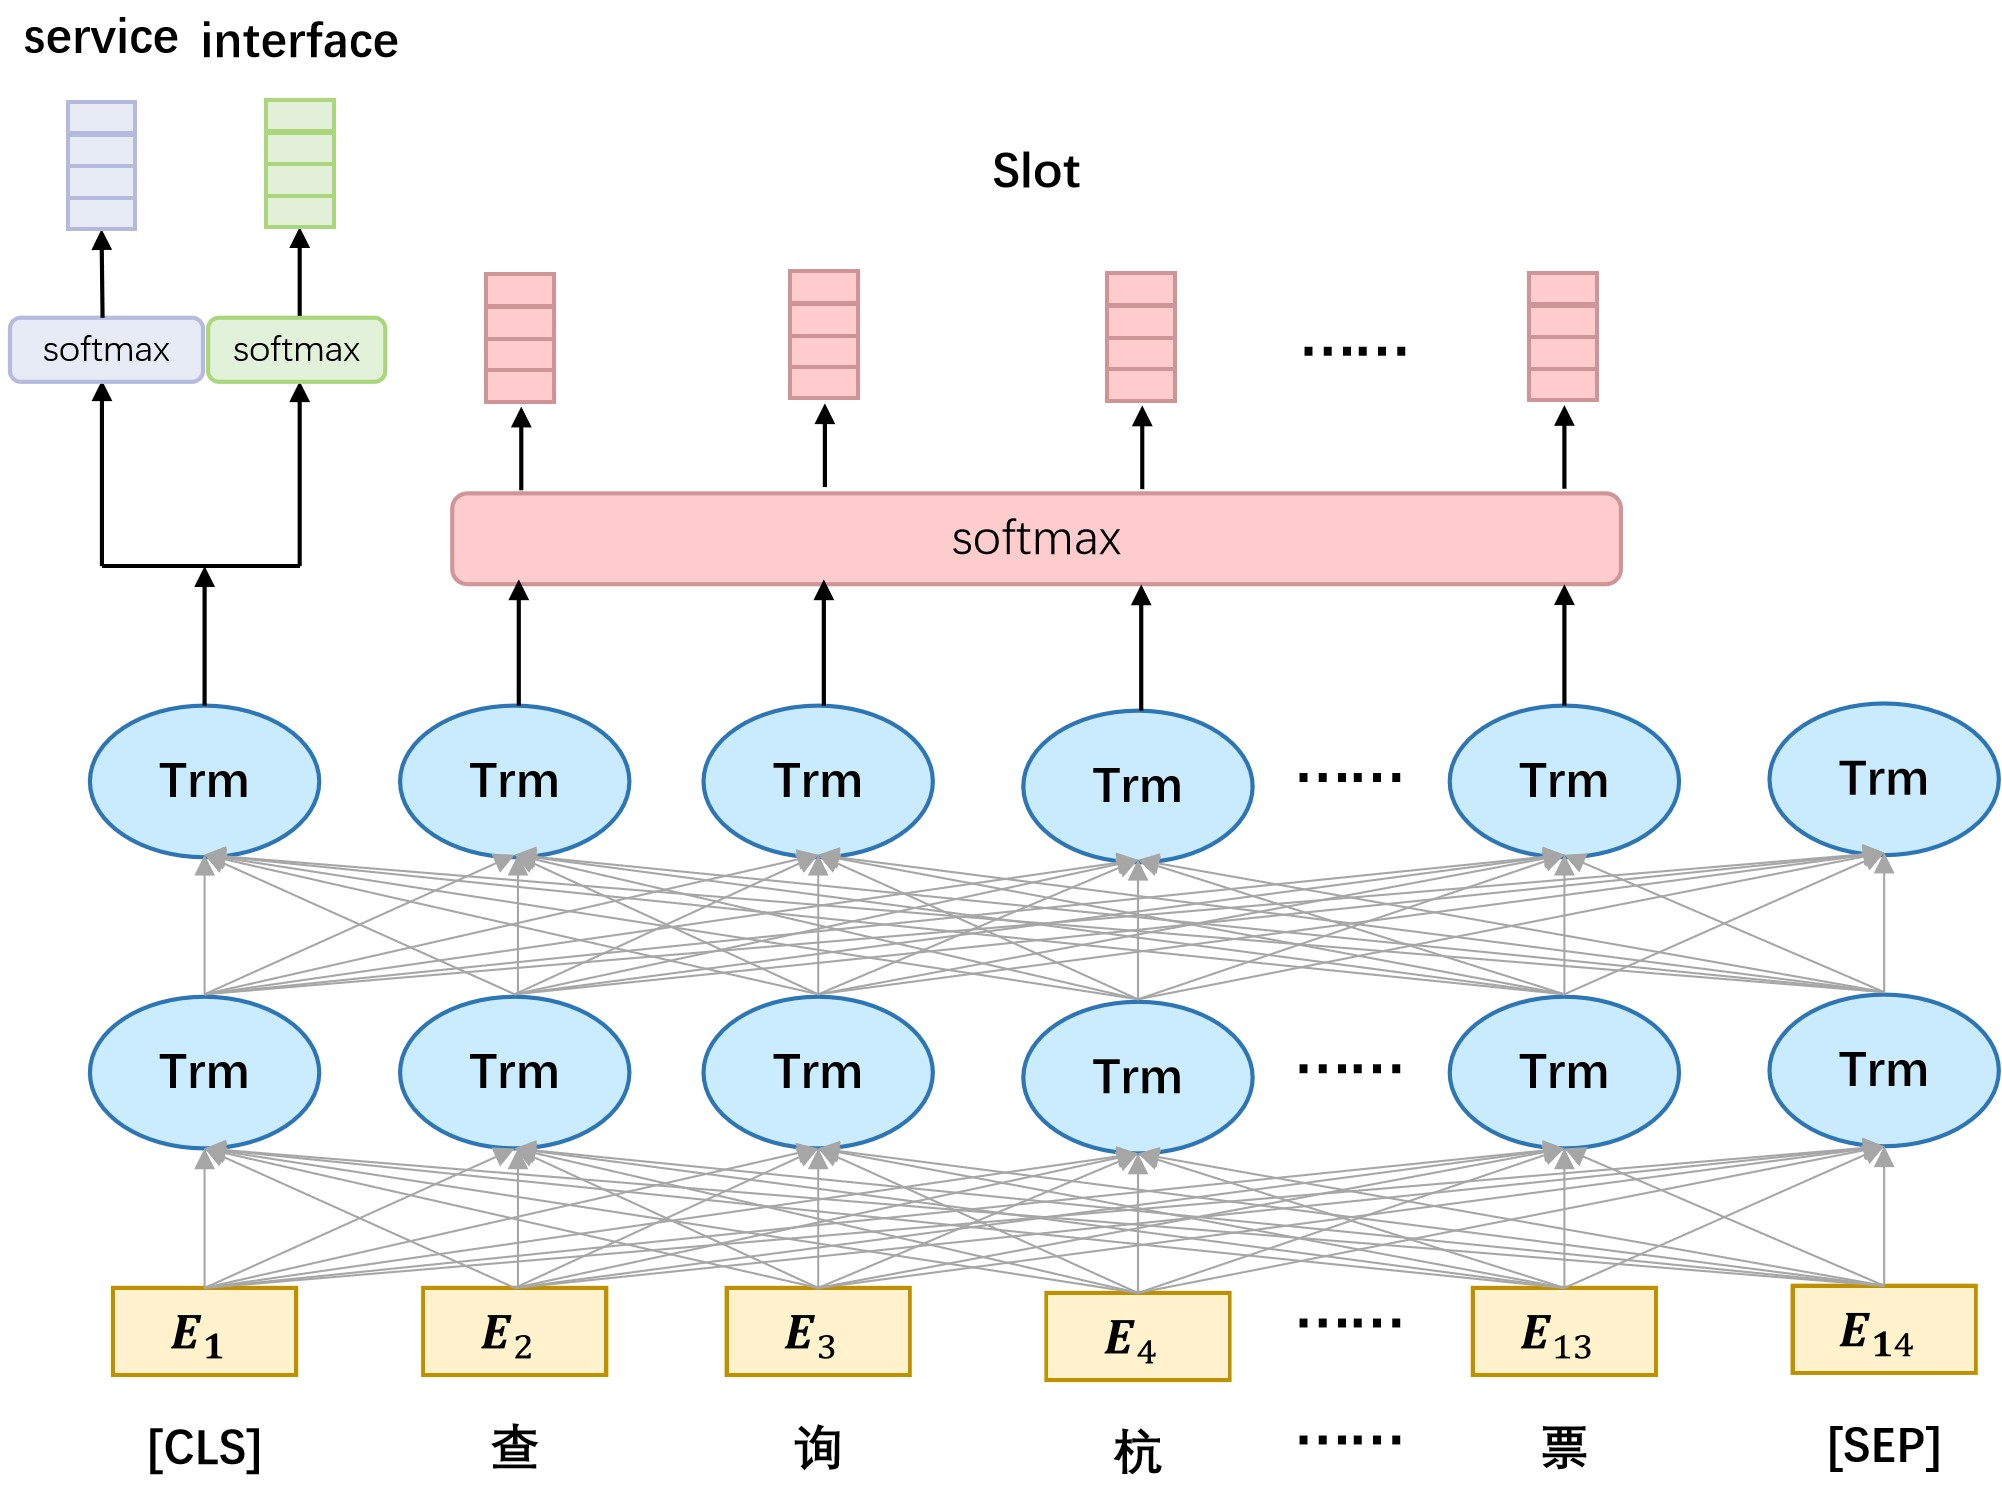 service interface
Slot
softmax softmax
……
softmax
Trm Trm Trm Trm …… Trm Trm
Trm Trm Trm Trm …… Trm Trm
E1 E2 E3 E4 …… E13 E14
[CLS] 查 询 杭 …… 票 [SEP]